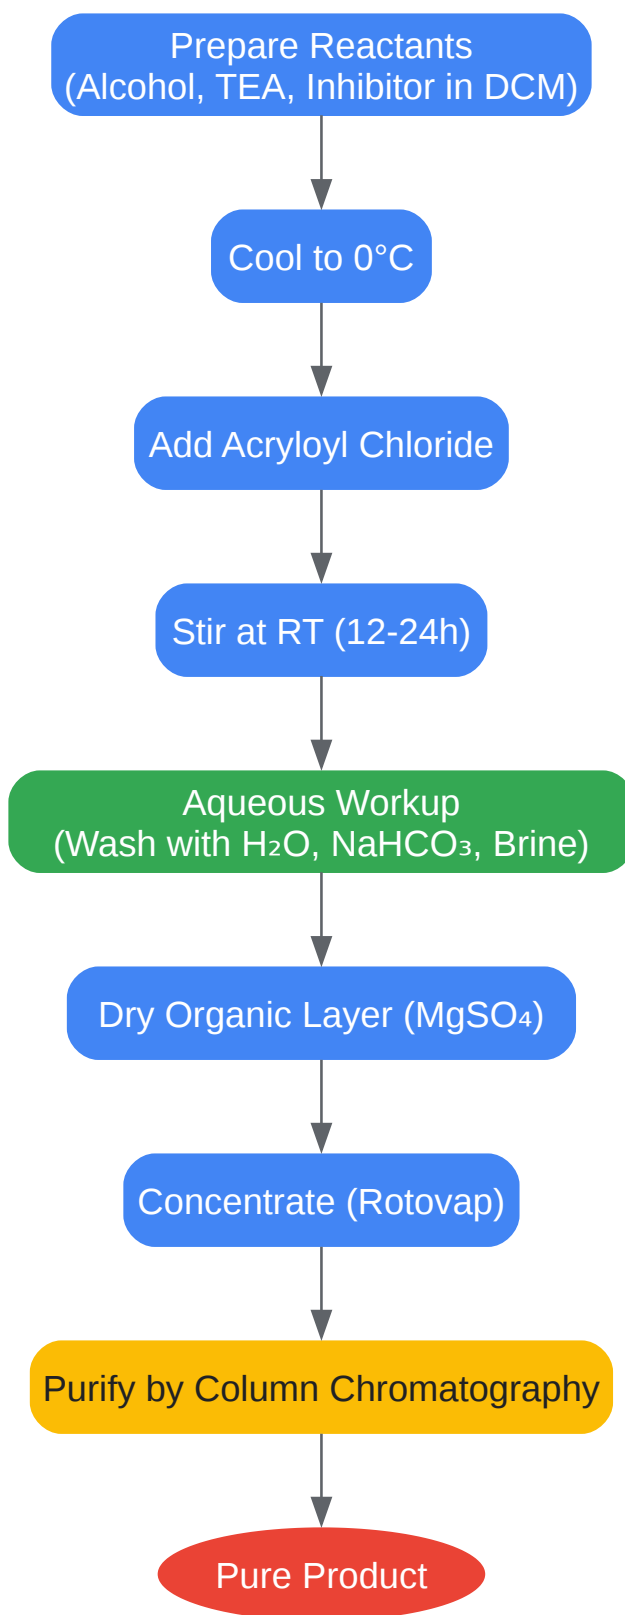 Prepare Reactants
(Alcohol, TEA, Inhibitor in DCM)
Cool to 0°C
Add Acryloyl Chloride
Stir at RT (12-24h)
Aqueous Workup
(Wash with H₂O, NaHCO₃, Brine)
Dry Organic Layer (MgSO₄)
Concentrate (Rotovap)
Purify by Column Chromatography
Pure Product